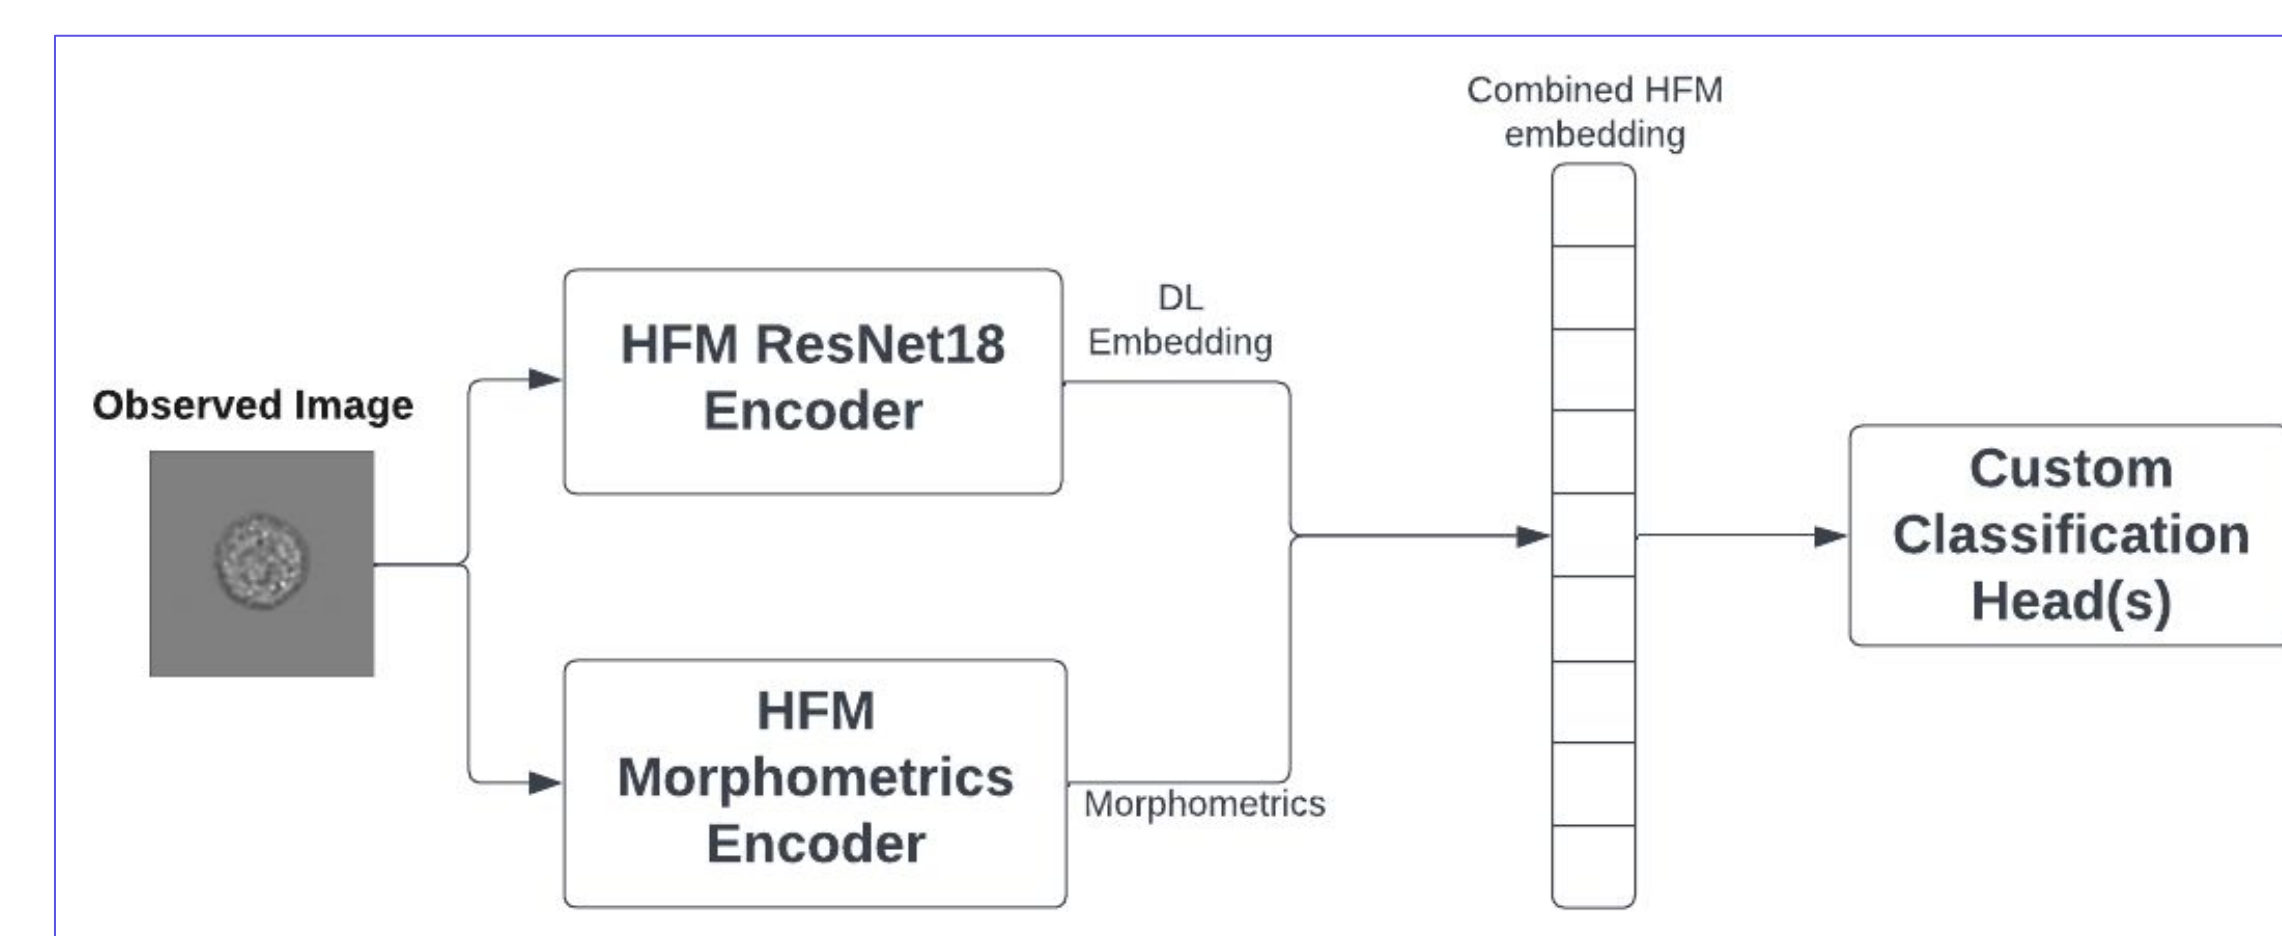 Observed Image
HFM ResNet18
Encoder
HFM
Morphometrics
Encoder
DL
Embedding
Morphometrics
Combined HFM
embedding
Custom
Classification
Head(s)